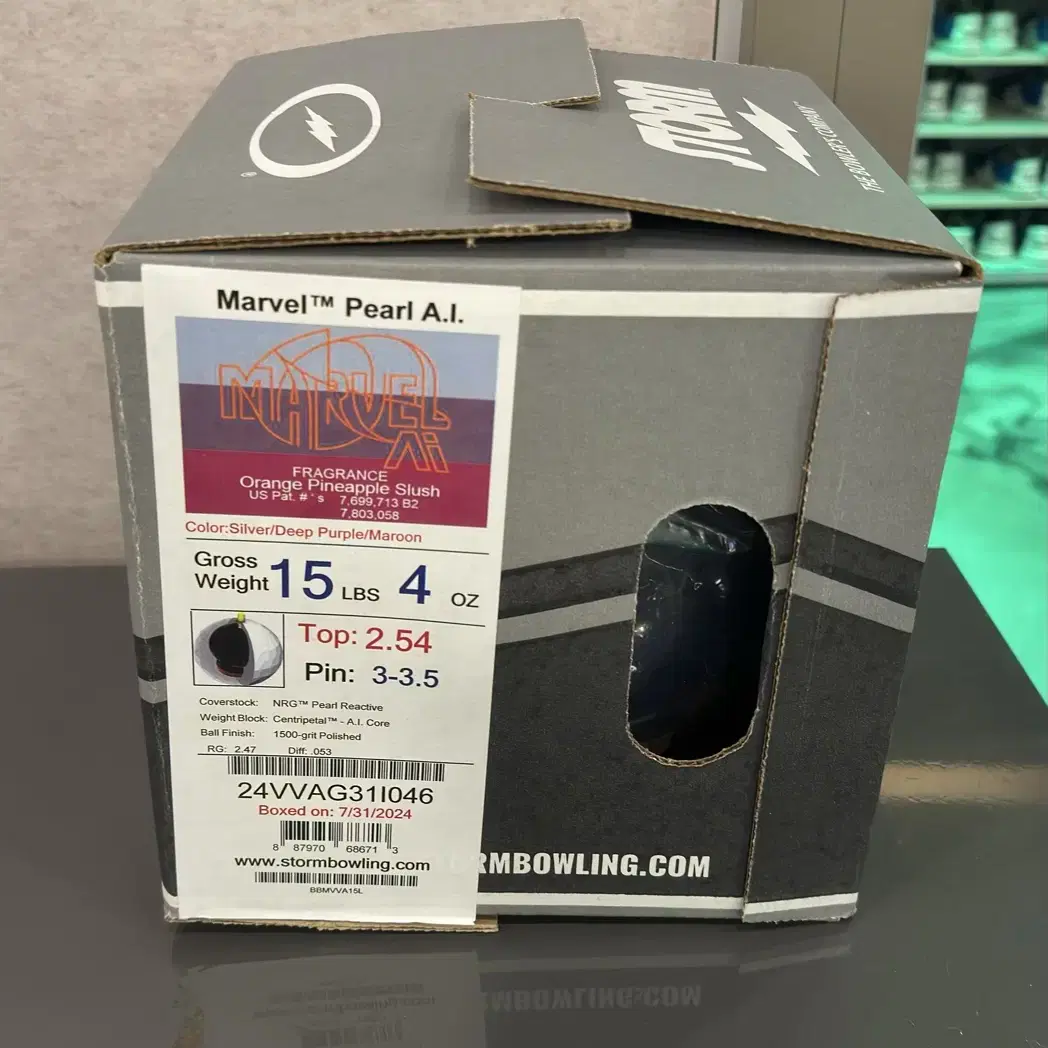 STORM
THE BOWLER'S COMPANY™
®
Marvel™ Pearl A.I.
MARVEL
Ai
FRAGRANCE
Orange Pineapple Slush
US Pat. #'s 7,699,713 B2
7,803,058
Color:Silver/Deep Purple/Maroon
Gross Weight 15 LBS 4 OZ
Top: 2.54
Pin: 3-3.5
Coverstock: NRG™ Pearl Reactive
Weight Block: Centripetal™ - A.I. Core
Ball Finish: 1500-grit Polished
RG: 2.47 Diff: .053
24VVAG31I046
Boxed on: 7/31/2024
8 87970 68671 3
www.stormbowling.com
BBMVVA15L
RMBOWLING.COM